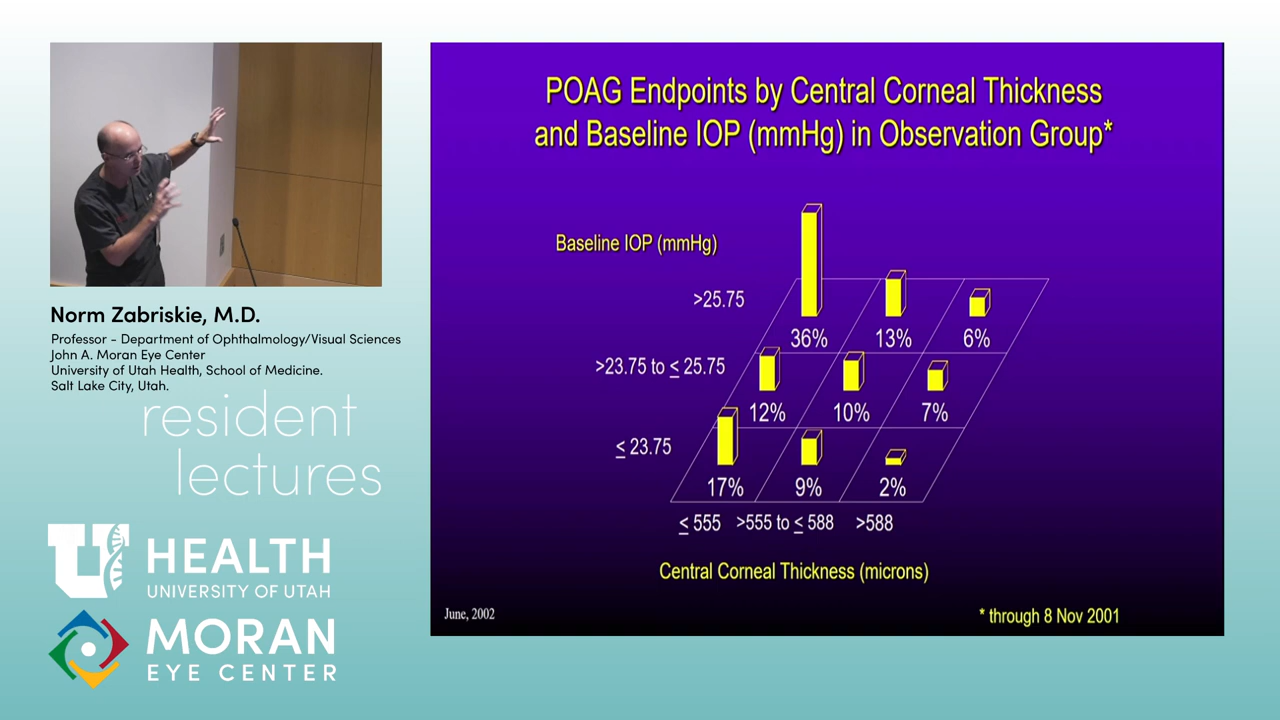 POAG Endpoints by Central Corneal Thickness
and Baseline IOP (mmHg) in Observation Group*
Baseline IOP (mmHg)
>25.75
36% 13% 6%
>23.75 to ≤ 25.75
12% 10% 7%
≤ 23.75
17% 9% 2%
≤ 555 >555 to ≤ 588 >588
Central Corneal Thickness (microns)
June, 2002
* through 8 Nov 2001
Norm Zabriskie, M.D.
Professor - Department of Ophthalmology/Visual Sciences
John A. Moran Eye Center
University of Utah Health, School of Medicine.
Salt Lake City, Utah.
resident
lectures
U HEALTH
UNIVERSITY OF UTAH
MORAN
EYE CENTER